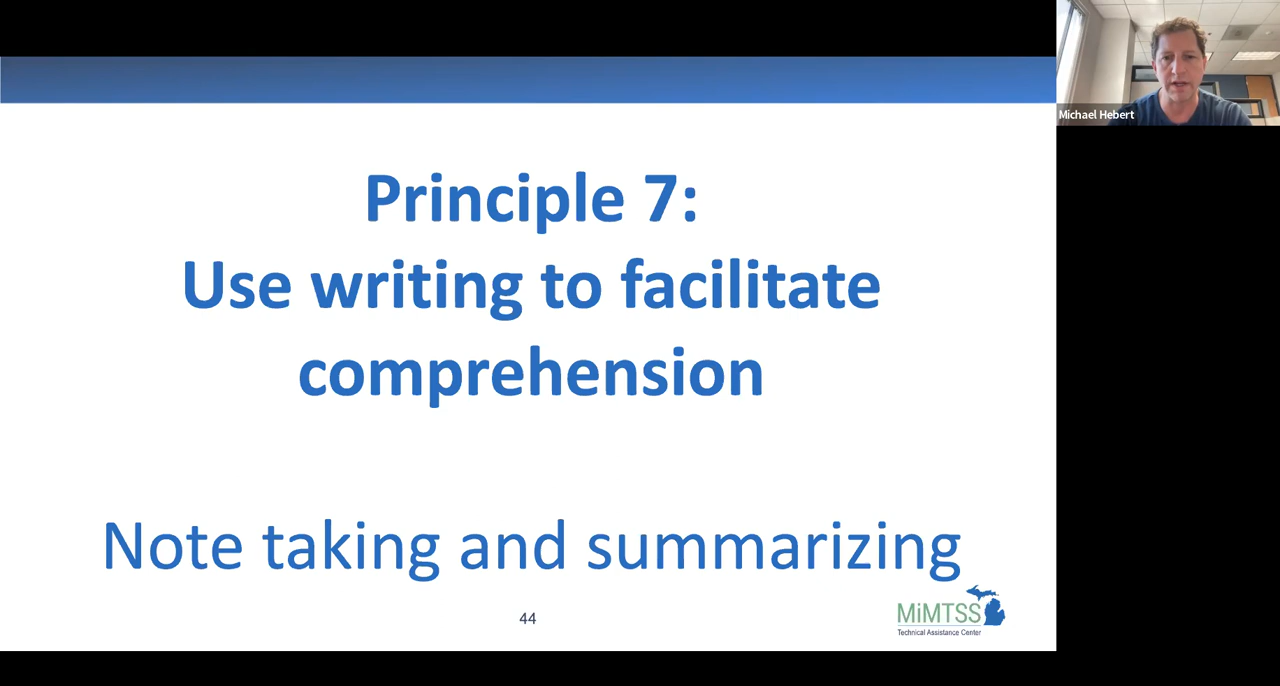 Michael Hebert
Principle 7:
Use writing to facilitate
comprehension
Note taking and summarizing
44
MiMTSS
Technical Assistance Center